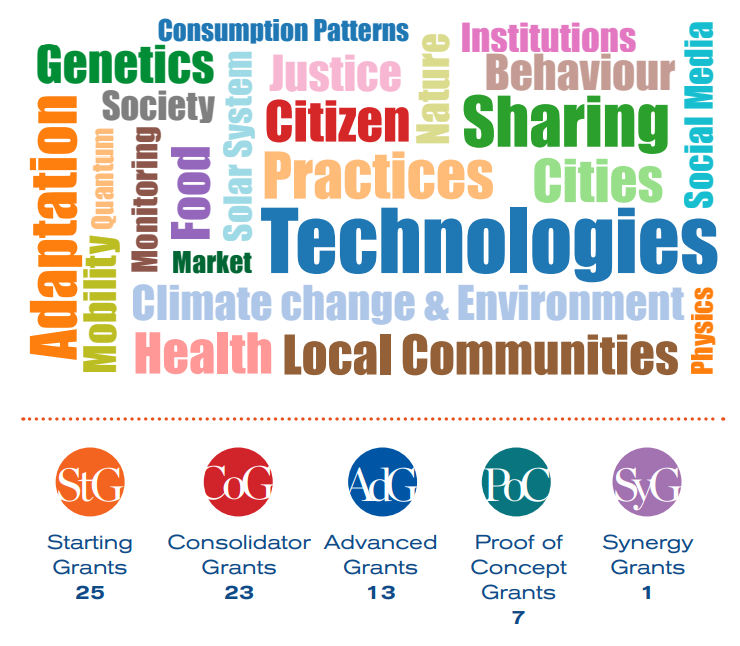 Consumption Patterns
Institutions
Genetics
Justice
Nature
Behaviour
Social Media
Society
Solar System
Citizen
Sharing
Adaptation
Quantum
Monitoring
Food
Practices
Cities
Technologies
Mobility
Market
Climate change & Environment
Physics
Health
Local Communities
StG
CoG
AdG
PoC
SyG
Starting
Grants
25
Consolidator
Grants
23
Advanced
Grants
13
Proof of
Concept
Grants
7
Synergy
Grants
1